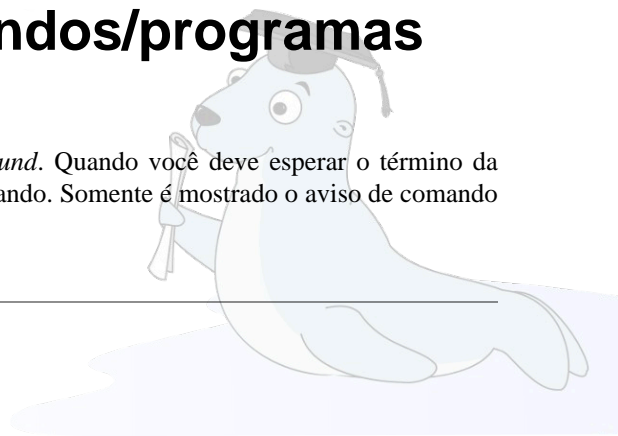 ndos/programas
und. Quando você deve esperar o término da
ando. Somente é mostrado o aviso de comando